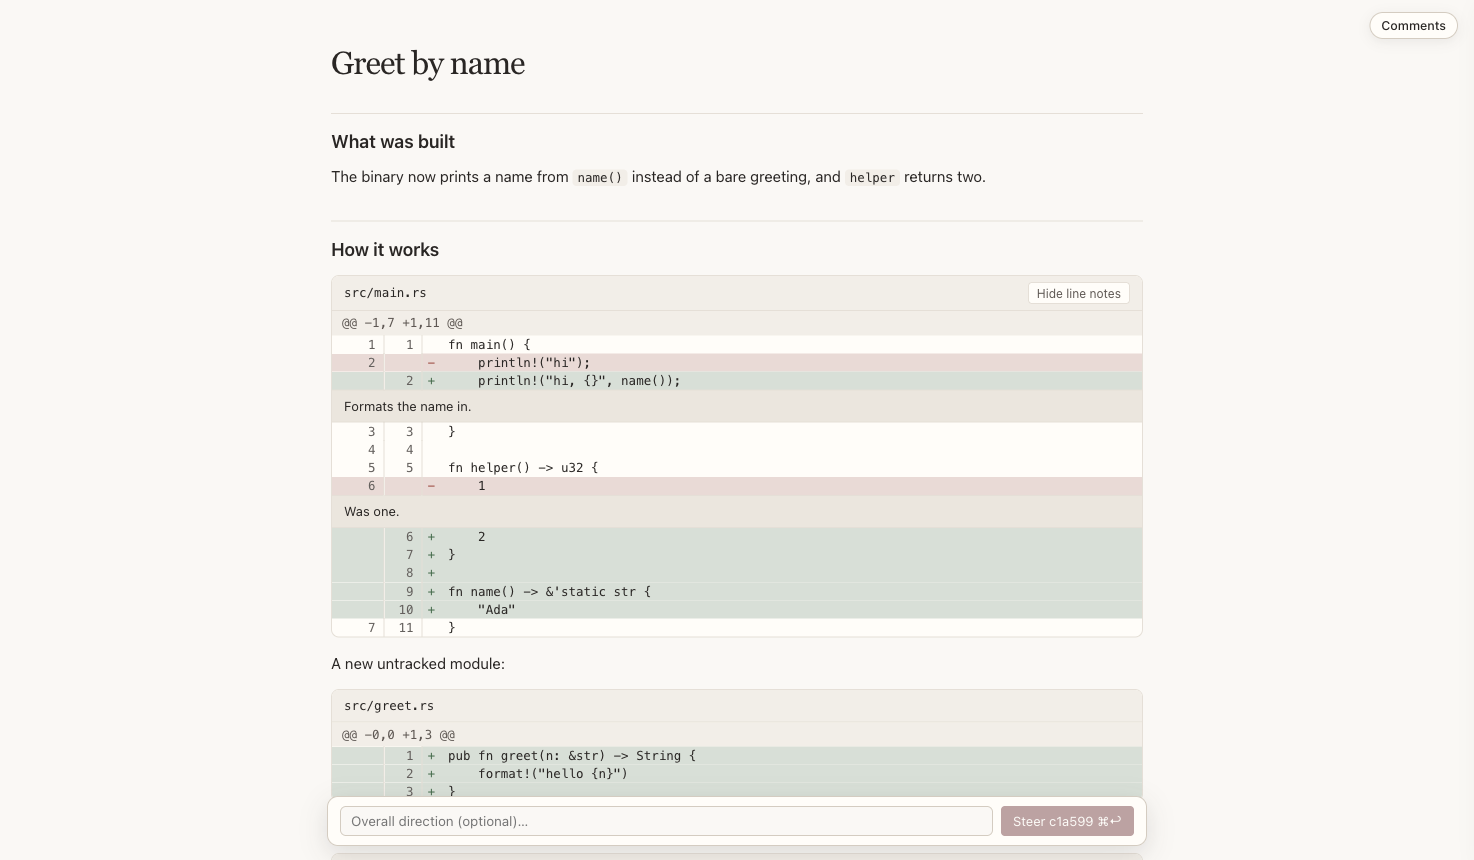 Comments
Greet by name
What was built
The binary now prints a name from name() instead of a bare greeting, and helper returns two.
How it works
src/main.rs
Hide line notes
@@ −1,7 +1,11 @@
1 1 fn main() {
2 − println!("hi");
2 + println!("hi, {}", name());
Formats the name in.
3 3 }
4 4
5 5 fn helper() -> u32 {
6 − 1
Was one.
6 + 2
7 + }
8 +
9 + fn name() -> &'static str {
10 + "Ada"
7 11 }
A new untracked module:
src/greet.rs
@@ −0,0 +1,3 @@
1 + pub fn greet(n: &str) -> String {
2 + format!("hello {n}")
3 + }
Overall direction (optional)…
Steer c1a599 ⌘↩